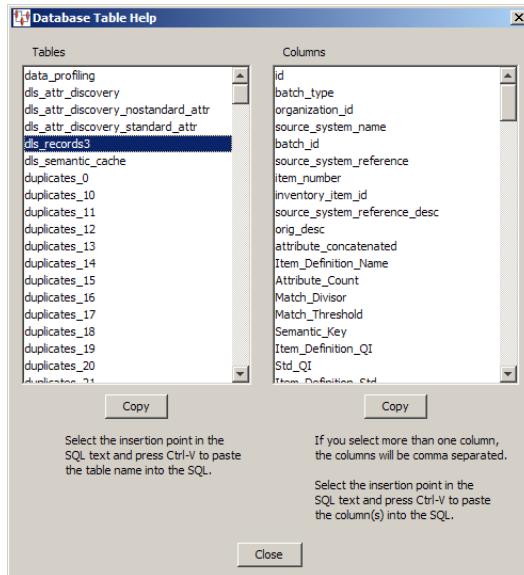 Database Table Help
Tables
data_profiling
dls_attr_discovery
dls_attr_discovery_nostandard_attr
dls_attr_discovery_standard_attr
dls_records3
dls_semantic_cache
duplicates_0
duplicates_10
duplicates_11
duplicates_12
duplicates_13
duplicates_14
duplicates_15
duplicates_16
duplicates_17
duplicates_18
duplicates_19
duplicates_20
duplicates_21
Copy
Select the insertion point in the
SQL text and press Ctrl-V to paste
the table name into the SQL.
Columns
id
batch_type
organization_id
source_system_name
batch_id
source_system_reference
item_number
inventory_item_id
source_system_reference_desc
orig_desc
attribute_concatenated
Item_Definition_Name
Attribute_Count
Match_Divisor
Match_Threshold
Semantic_Key
Item_Definition_QI
Std_QI
Item_Definition_Std
Copy
If you select more than one column,
the columns will be comma separated.
Select the insertion point in the
SQL text and press Ctrl-V to paste
the column(s) into the SQL.
Close